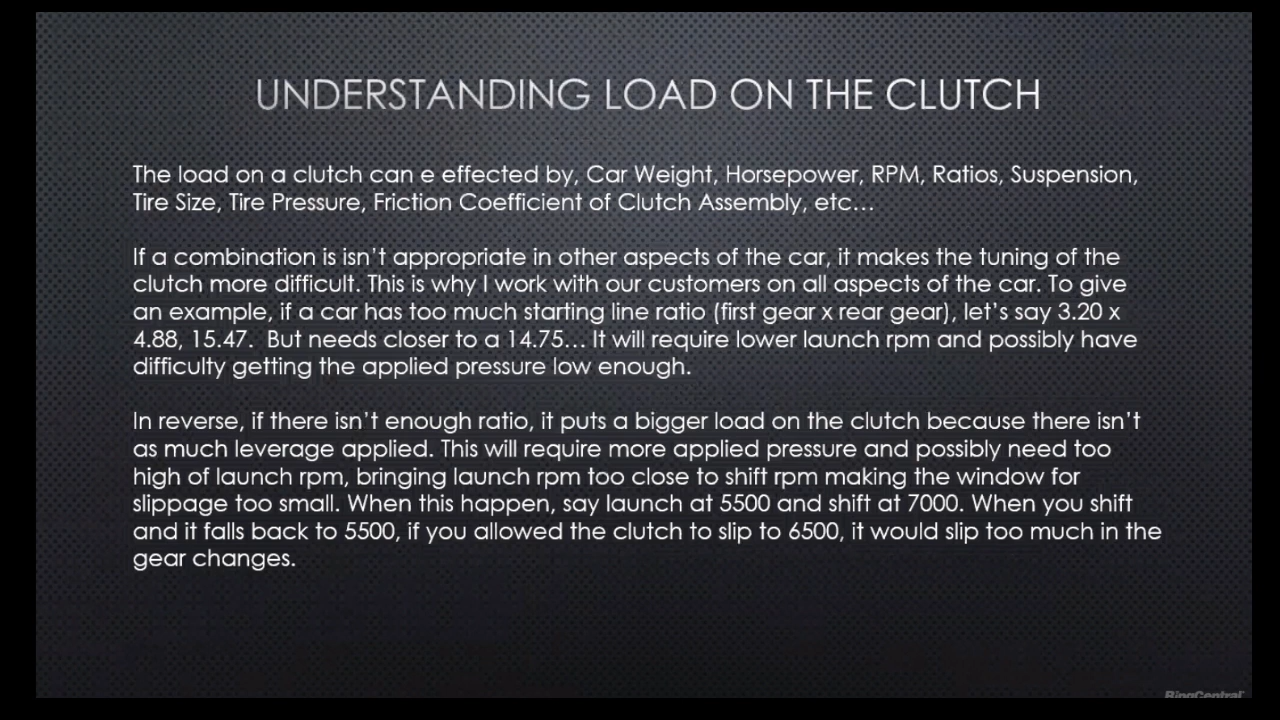 UNDERSTANDING LOAD ON THE CLUTCH
The load on a clutch can e effected by, Car Weight, Horsepower, RPM, Ratios, Suspension,
Tire Size, Tire Pressure, Friction Coefficient of Clutch Assembly, etc…
If a combination is isn't appropriate in other aspects of the car, it makes the tuning of the
clutch more difficult. This is why I work with our customers on all aspects of the car. To give
an example, if a car has too much starting line ratio (first gear x rear gear), let's say 3.20 x
4.88, 15.47.  But needs closer to a 14.75… It will require lower launch rpm and possibly have
difficulty getting the applied pressure low enough.
In reverse, if there isn't enough ratio, it puts a bigger load on the clutch because there isn't
as much leverage applied. This will require more applied pressure and possibly need too
high of launch rpm, bringing launch rpm too close to shift rpm making the window for
slippage too small. When this happen, say launch at 5500 and shift at 7000. When you shift
and it falls back to 5500, if you allowed the clutch to slip to 6500, it would slip too much in the
gear changes.
RingCentral